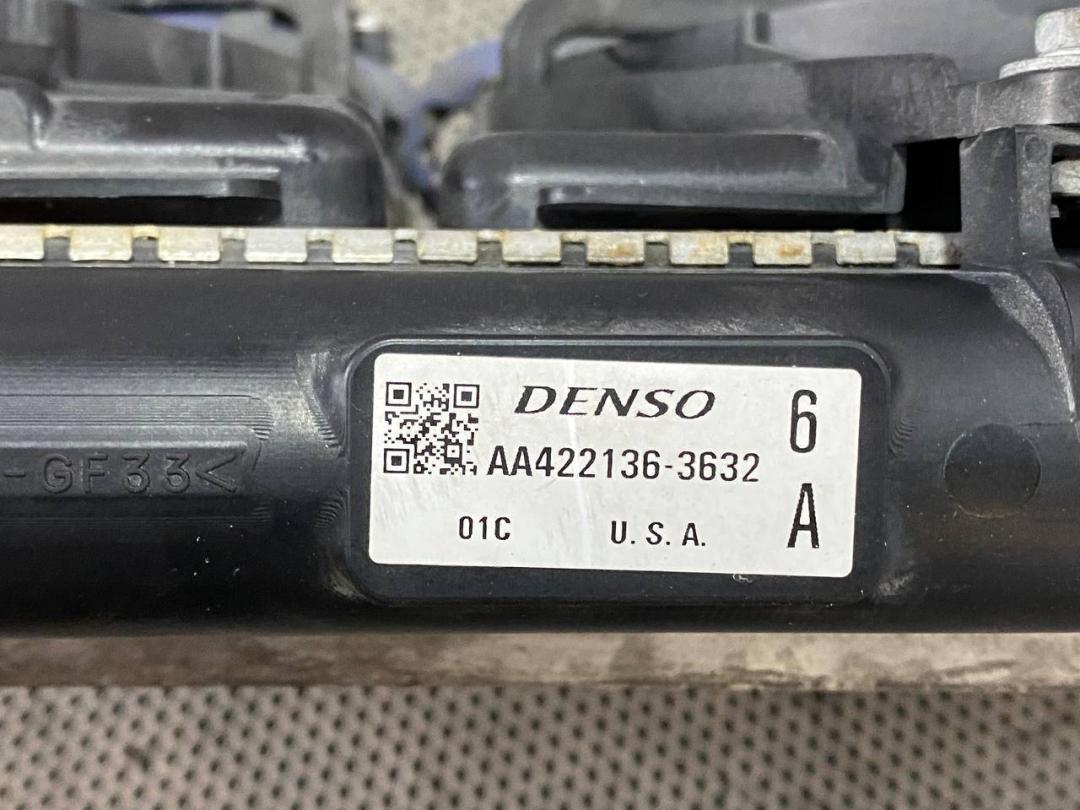 DENSO
6
AA422136-3632
01C U.S.A.
A
-GF33<